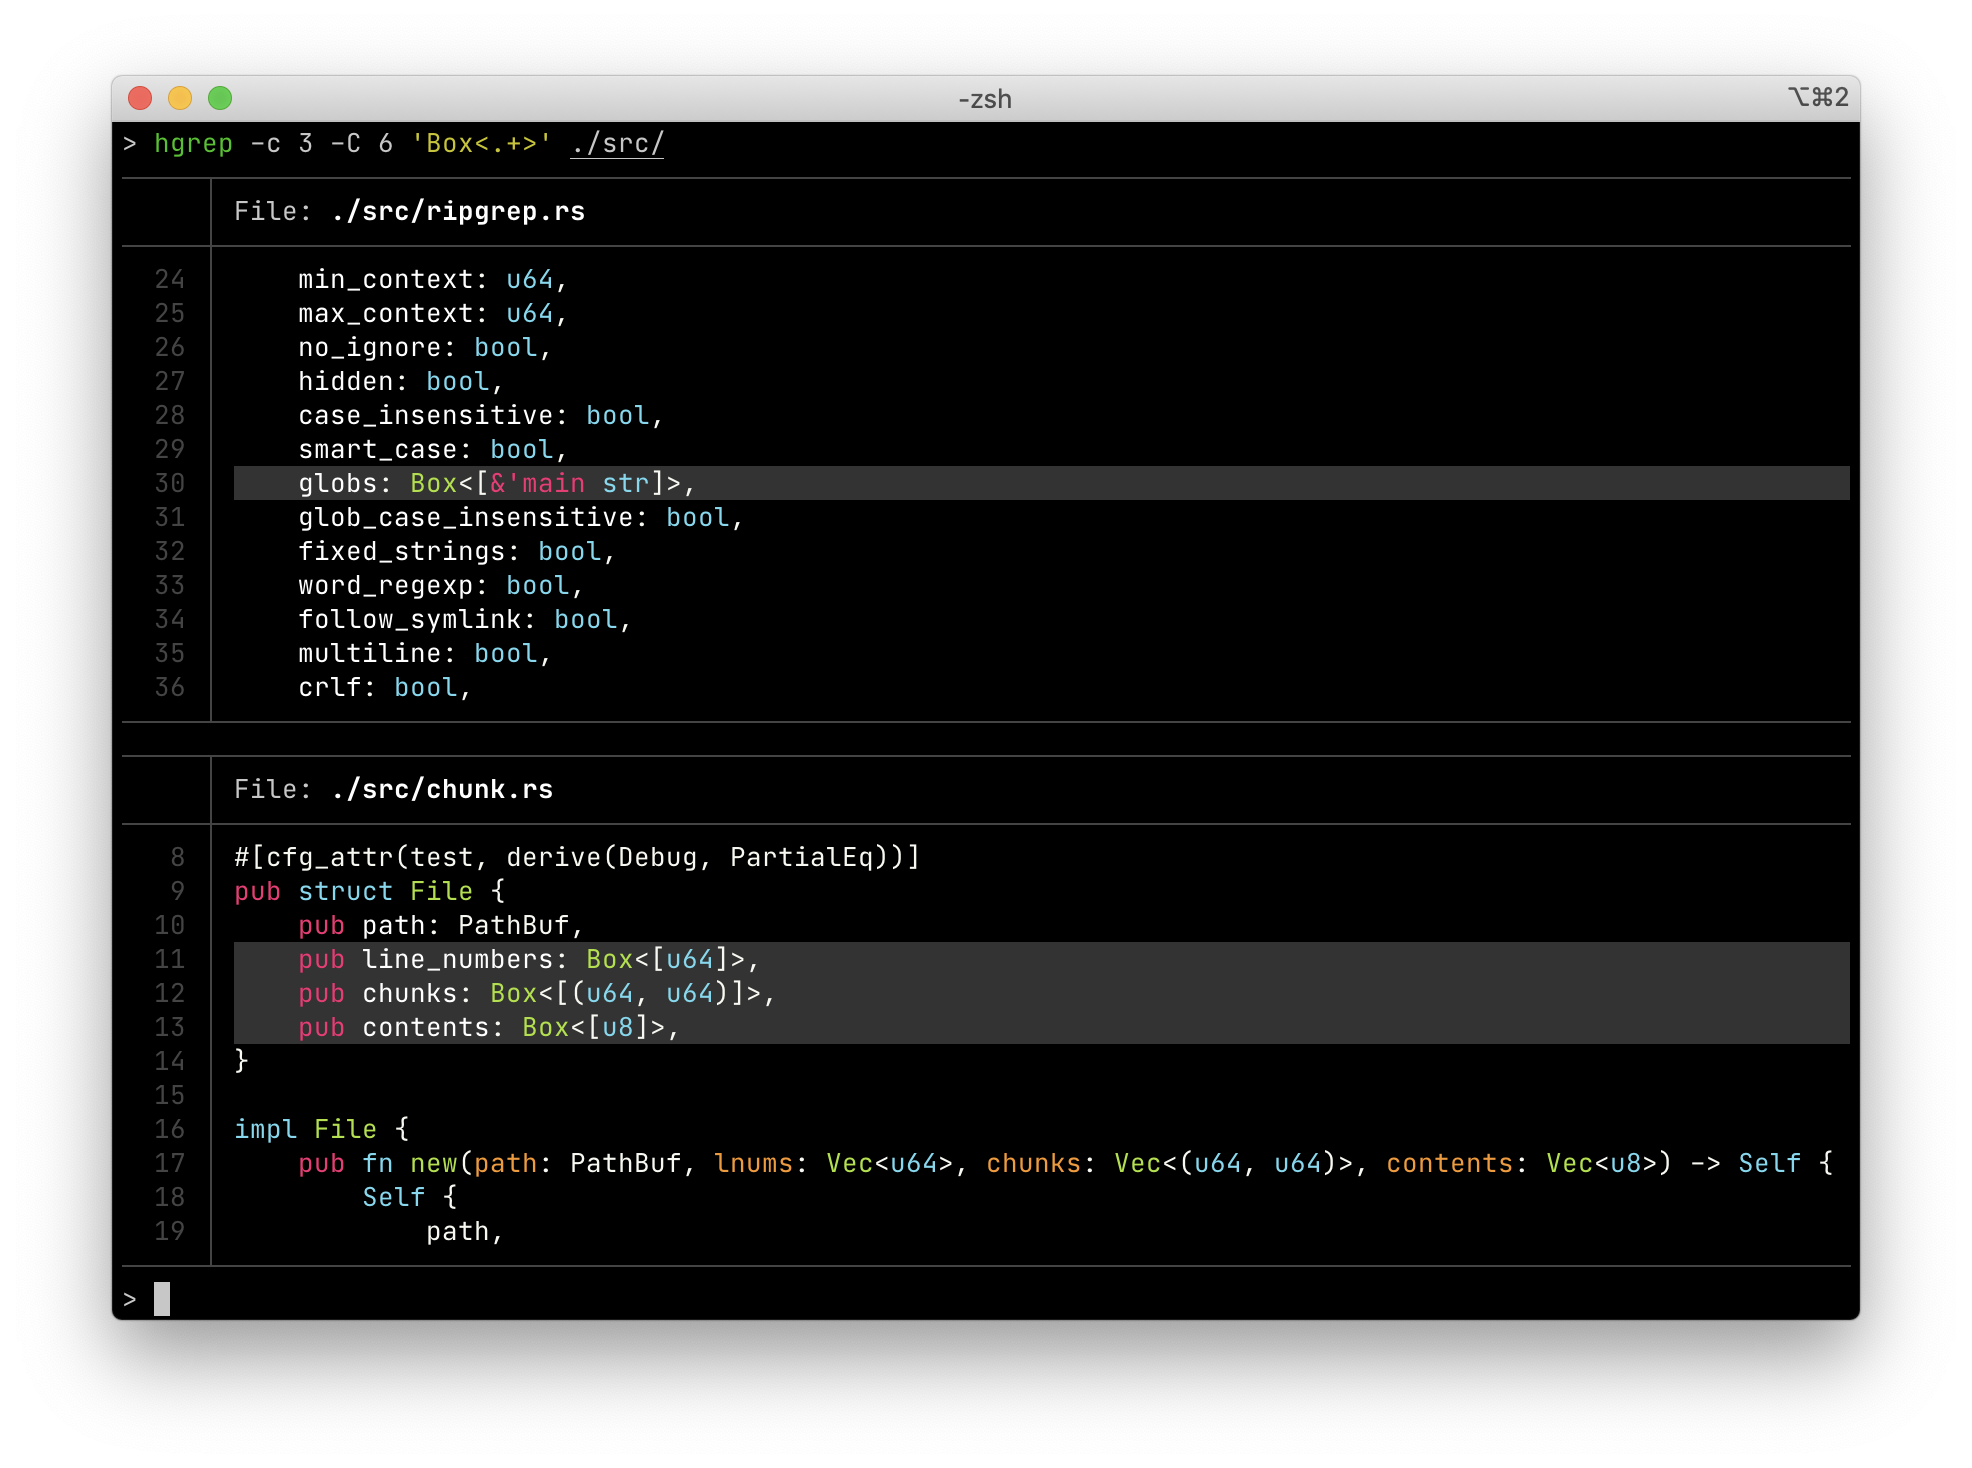 -zsh ⌥⌘2
> hgrep -c 3 -C 6 'Box<.+>' ./src/
File: ./src/ripgrep.rs
24     min_context: u64,
25     max_context: u64,
26     no_ignore: bool,
27     hidden: bool,
28     case_insensitive: bool,
29     smart_case: bool,
30     globs: Box<[&'main str]>,
31     glob_case_insensitive: bool,
32     fixed_strings: bool,
33     word_regexp: bool,
34     follow_symlink: bool,
35     multiline: bool,
36     crlf: bool,
File: ./src/chunk.rs
8 #[cfg_attr(test, derive(Debug, PartialEq))]
9 pub struct File {
10     pub path: PathBuf,
11     pub line_numbers: Box<[u64]>,
12     pub chunks: Box<[(u64, u64)]>,
13     pub contents: Box<[u8]>,
14 }
15
16 impl File {
17     pub fn new(path: PathBuf, lnums: Vec<u64>, chunks: Vec<(u64, u64)>, contents: Vec<u8>) -> Self {
18         Self {
19             path,
>